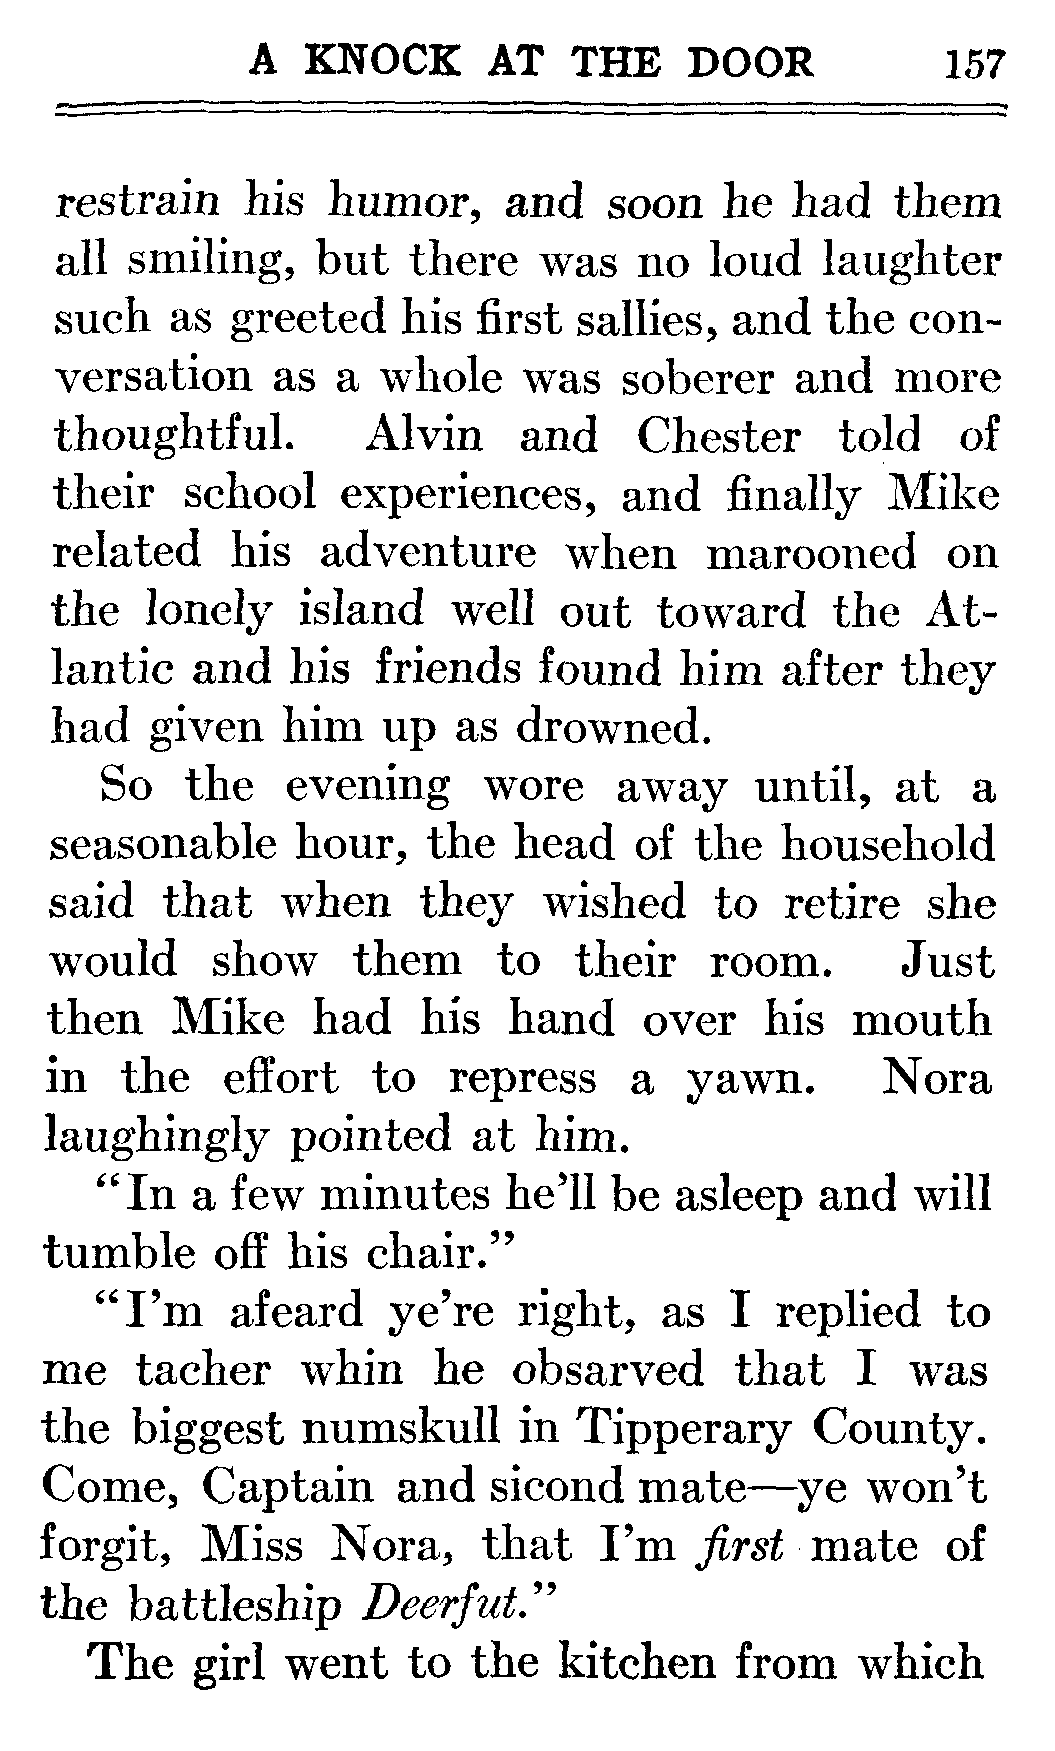 A KNOCK AT THE DOOR 157
restrain his humor, and soon he had them
all smiling, but there was no loud laughter
such as greeted his first sallies, and the con-
versation as a whole was soberer and more
thoughtful. Alvin and Chester told of
their school experiences, and finally Mike
related his adventure when marooned on
the lonely island well out toward the At-
lantic and his friends found him after they
had given him up as drowned.
So the evening wore away until, at a
seasonable hour, the head of the household
said that when they wished to retire she
would show them to their room. Just
then Mike had his hand over his mouth
in the effort to repress a yawn. Nora
laughingly pointed at him.
“In a few minutes he’ll be asleep and will
tumble off his chair.”
“I’m afeard ye’re right, as I replied to
me tacher whin he obsarved that I was
the biggest numskull in Tipperary County.
Come, Captain and sicond mate—ye won’t
forgit, Miss Nora, that I’m first mate of
the battleship Deerfut.”
The girl went to the kitchen from which